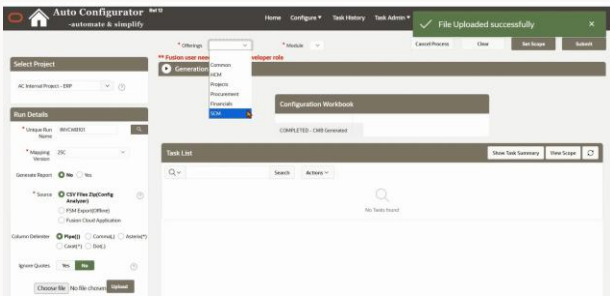 Auto Configurator Ref 12
-automate & simplify
Home Configure Task History Task Admin
File Uploaded successfully
* Offerings * Module Cancel Process Clear Set Scope Submit
** Fusion user need veloper role
Select Project
Generation
AC Internal Project - ERP
Common
HCM
Projects
Procurement
Financials
SCM
Run Details
Configuration Workbook
* Unique Run Name
COMPLETED - CWB Generated
* Mapping Version 25C
Task List Show Task Summary View Scope
Generate Report No Yes
Search Actions
* Source CSV Files Zip(Config Analyzer)
FSM Export(Offline)
Fusion Cloud Application
No Tasks found
Column Delimiter Pipe(|) Comma(,) Asterix(*)
Carat(^) Dot(.)
Ignore Quotes Yes No
Choose file No file chosen Upload